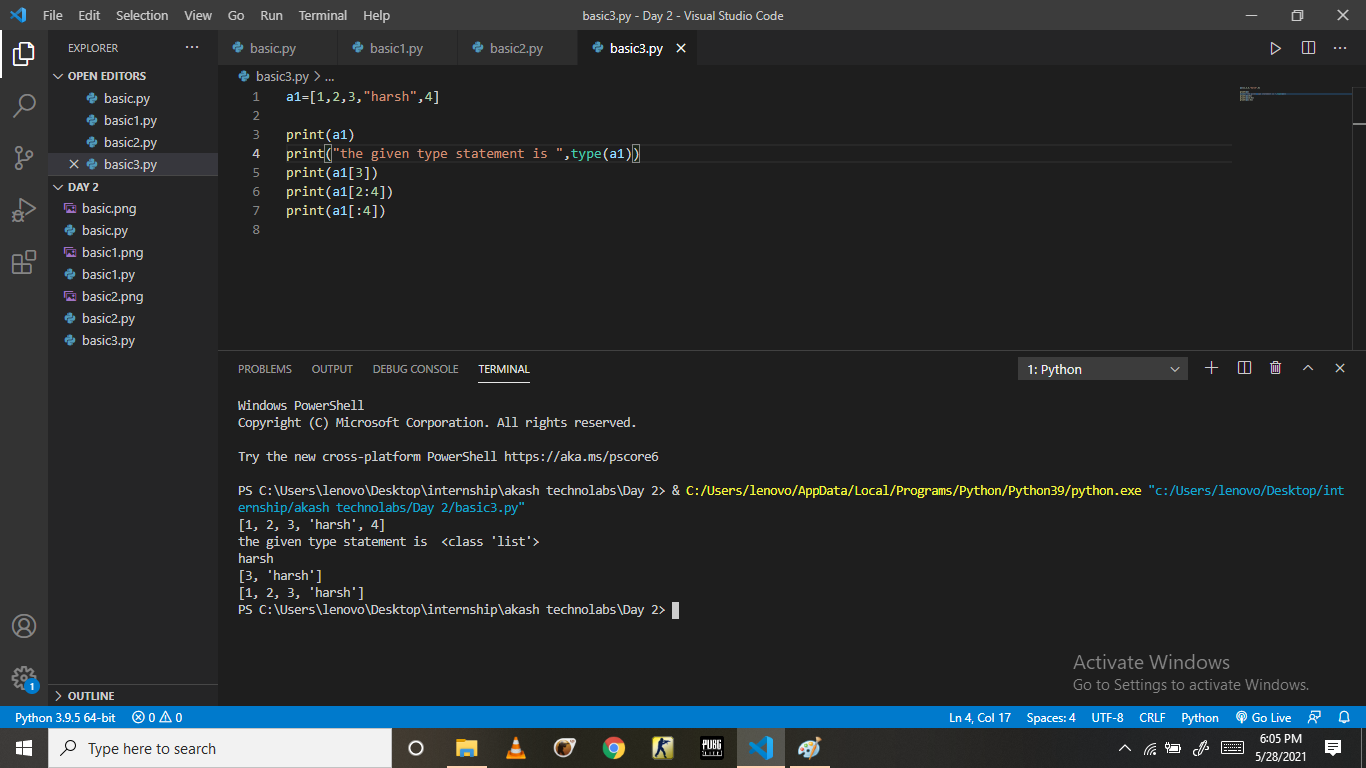 File Edit Selection View Go Run Terminal Help basic3.py - Day 2 - Visual Studio Code
EXPLORER
OPEN EDITORS
basic.py
basic1.py
basic2.py
basic3.py
DAY 2
basic.png
basic.py
basic1.png
basic1.py
basic2.png
basic2.py
basic3.py
OUTLINE
basic.py basic1.py basic2.py basic3.py
basic3.py > ...
1 a1=[1,2,3,"harsh",4]
2
3 print(a1)
4 print("the given type statement is ",type(a1))
5 print(a1[3])
6 print(a1[2:4])
7 print(a1[:4])
8
PROBLEMS OUTPUT DEBUG CONSOLE TERMINAL 1: Python
Windows PowerShell
Copyright (C) Microsoft Corporation. All rights reserved.
Try the new cross-platform PowerShell https://aka.ms/pscore6
PS C:\Users\lenovo\Desktop\internship\akash technolabs\Day 2> & C:/Users/lenovo/AppData/Local/Programs/Python/Python39/python.exe "c:/Users/lenovo/Desktop/int
ernship/akash technolabs/Day 2/basic3.py"
[1, 2, 3, 'harsh', 4]
the given type statement is  <class 'list'>
harsh
[3, 'harsh']
[1, 2, 3, 'harsh']
PS C:\Users\lenovo\Desktop\internship\akash technolabs\Day 2>
Activate Windows
Go to Settings to activate Windows.
1
Python 3.9.5 64-bit 0 0 Ln 4, Col 17 Spaces: 4 UTF-8 CRLF Python Go Live
Type here to search
PUBG
6:05 PM
5/28/2021